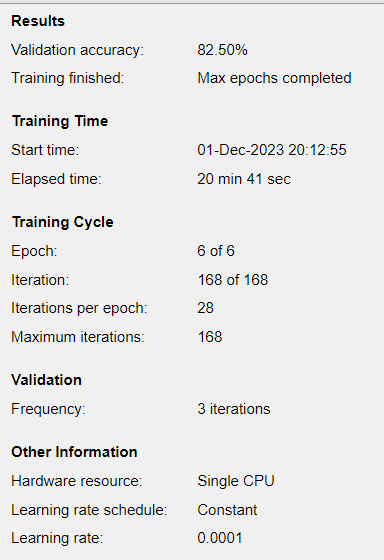 Results
Validation accuracy: 82.50%
Training finished: Max epochs completed
Training Time
Start time: 01-Dec-2023 20:12:55
Elapsed time: 20 min 41 sec
Training Cycle
Epoch: 6 of 6
Iteration: 168 of 168
Iterations per epoch: 28
Maximum iterations: 168
Validation
Frequency: 3 iterations
Other Information
Hardware resource: Single CPU
Learning rate schedule: Constant
Learning rate: 0.0001